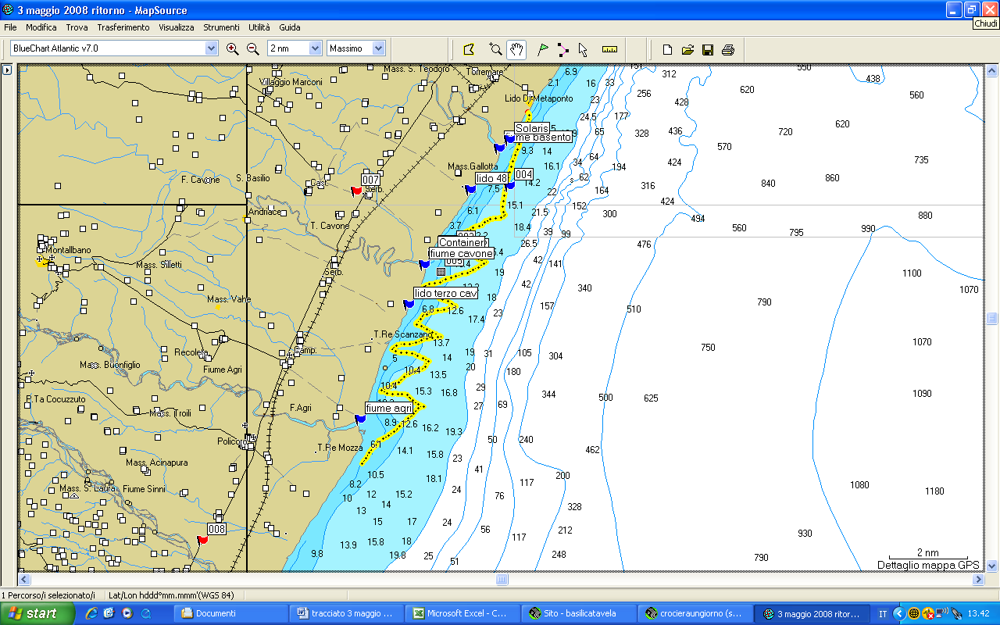 3 maggio 2008 ritorno - MapSource
Chiudi
File Modifica Trova Trasferimento Visualizza Strumenti Utilità Guida
BlueChart Atlantic v7.0 2 nm Massimo
Mass. S. Teodoro
Torremare
Villaggio Marconi
Lido Di Metaponto
Solaris
me basento
Mass.Gallotta
lido 48
004
007
Serb.
Cast.
F. Cavone
S. Basilio
Andriace
T. Cavone
Container
fiume cavone
005
Montallbano
Mass. Silletti
Serb.
Mass. Vahe
lido terzo cav
T.Re Scanzano
Recoleta
Camp.
Mass. Buonfiglio
Fiume Agri
P.Ta Cocuzzuto
Mass. Troili
F.Agri
fiume agri
Policoro
T.Re Mozza
Mass. Acinapura
Mass. S. Laura
Fiume Sinni
008
6.9 2.1 16 33 312 438 560
23 256 428 620
24.5 177 620
65 328 436 720
9.3 14 570
16.1 34 64 194 424 735
14.2 s 62 316 840 860
7.5 22 164
15.1 152 424
6.1 21.5 300 494 880
3.7 18.4 39 99 560 795 990
26.5 476
14 19 42 141 1100
42 340 1070
18 157 790
6.8 12.6 23 510
17.4
13.7 1070
5 14 19 31 105 304 750
10.4 13.5 20 180
10.4 15.3 16.8 29 344 500 625 1090
27 69
8.9 12.6 16.2 19.3 50 240
6.1 14.1 15.8 23 462
10.5 18.1 41 200
8.2 117 1080
10 12 15.2 24 76 1180
13 14 328
15 17 24 56 212
13.9 15.8 18 117 930
9.8 19.8 25 51 248 790
2 nm
Dettaglio mappa GPS
1 Percorso/i selezionato/i Lat/Lon hddd°mm.mmm'(WGS 84)
start Documenti tracciato 3 maggio ... Microsoft Excel - C... Sito - basilicatavela crocieraungiorno (s... 3 maggio 2008 ritor... IT 13.42